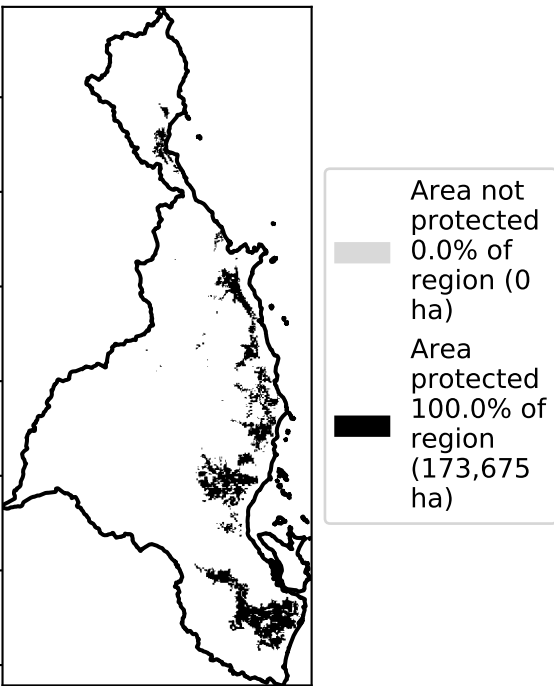 Area not
protected
0.0% of
region (0
ha)
Area
protected
100.0% of
region
(173,675
ha)